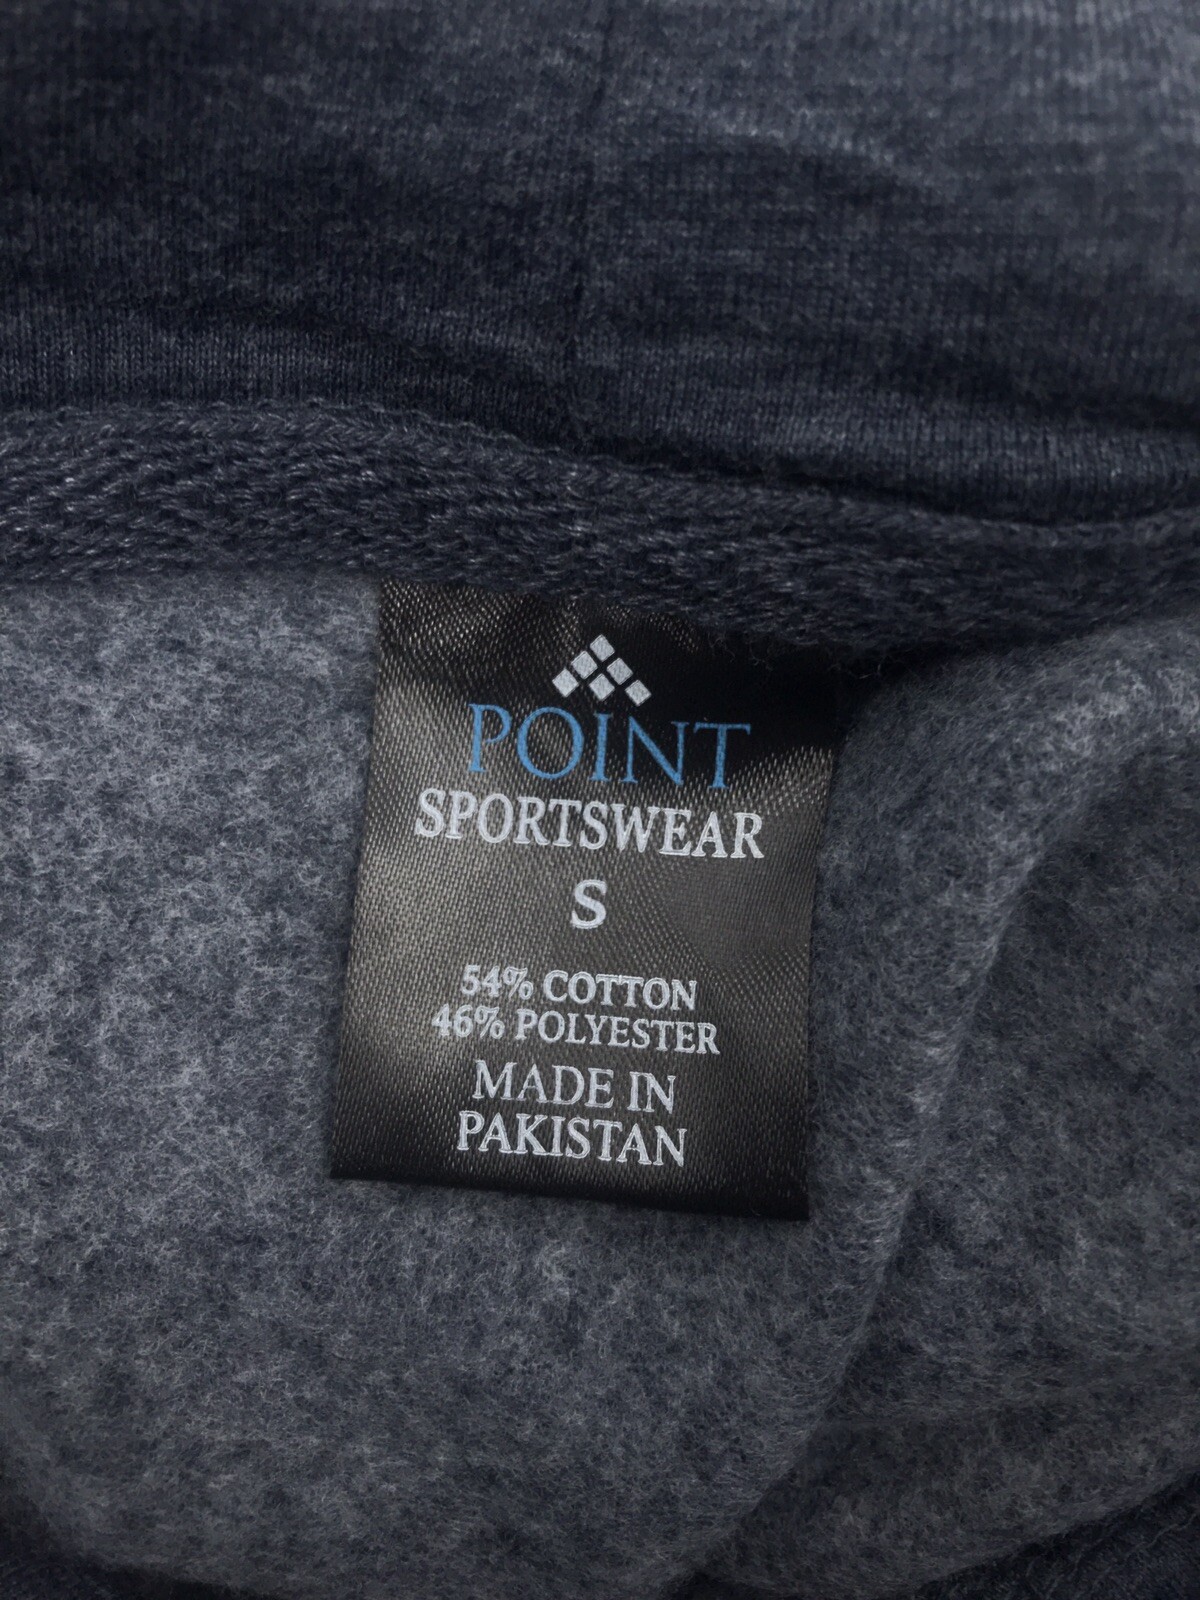 POINT
SPORTSWEAR
S
54% COTTON
46% POLYESTER
MADE IN
PAKISTAN